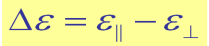 Δε = ε∥ − ε⊥